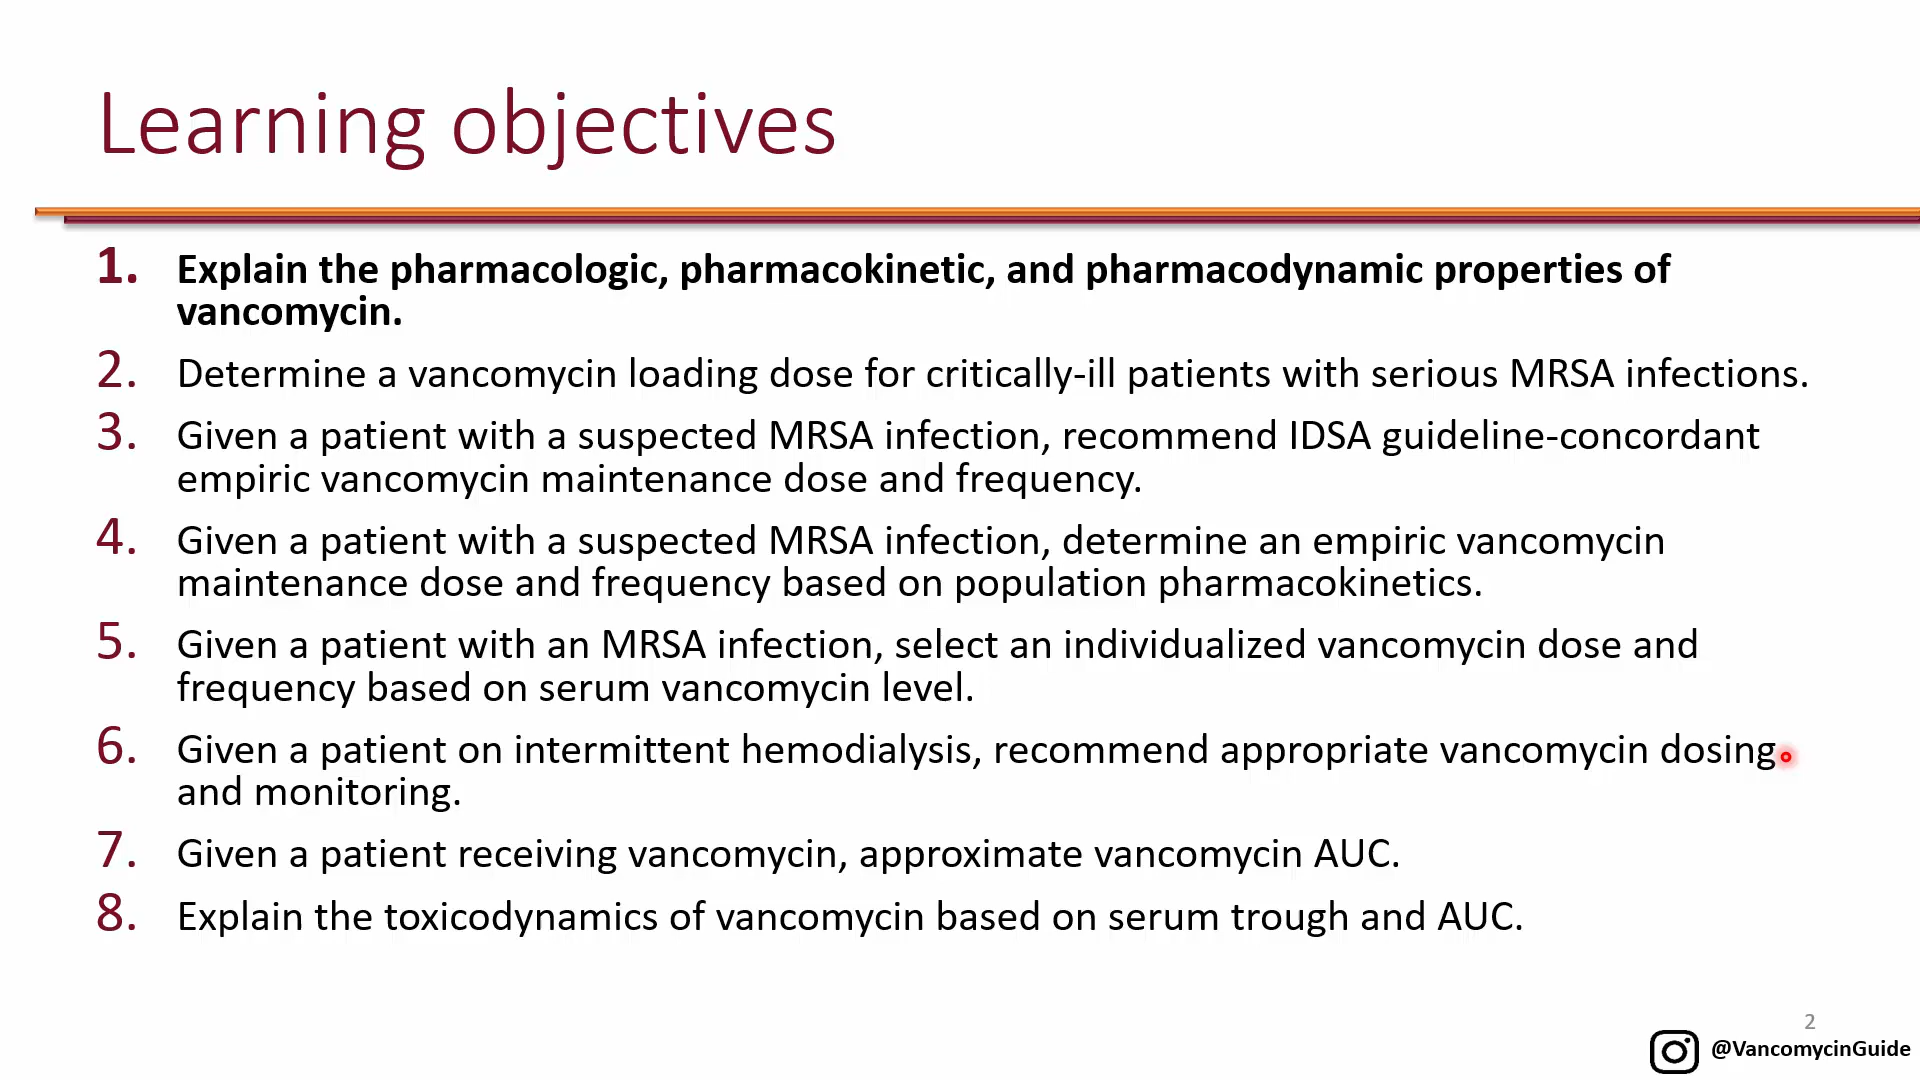 Learning objectives
1. Explain the pharmacologic, pharmacokinetic, and pharmacodynamic properties of
vancomycin.
2. Determine a vancomycin loading dose for critically-ill patients with serious MRSA infections.
3. Given a patient with a suspected MRSA infection, recommend IDSA guideline-concordant
empiric vancomycin maintenance dose and frequency.
4. Given a patient with a suspected MRSA infection, determine an empiric vancomycin
maintenance dose and frequency based on population pharmacokinetics.
5. Given a patient with an MRSA infection, select an individualized vancomycin dose and
frequency based on serum vancomycin level.
6. Given a patient on intermittent hemodialysis, recommend appropriate vancomycin dosing
and monitoring.
7. Given a patient receiving vancomycin, approximate vancomycin AUC.
8. Explain the toxicodynamics of vancomycin based on serum trough and AUC.
2
@VancomycinGuide